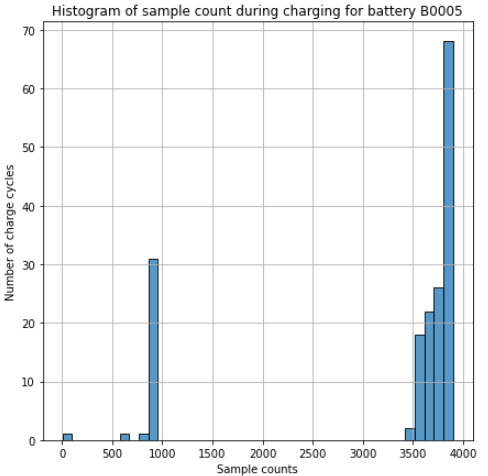 Histogram of sample count during charging for battery B0005
70
60
50
40
30
20
10
0
Number of charge cycles
0 500 1000 1500 2000 2500 3000 3500 4000
Sample counts